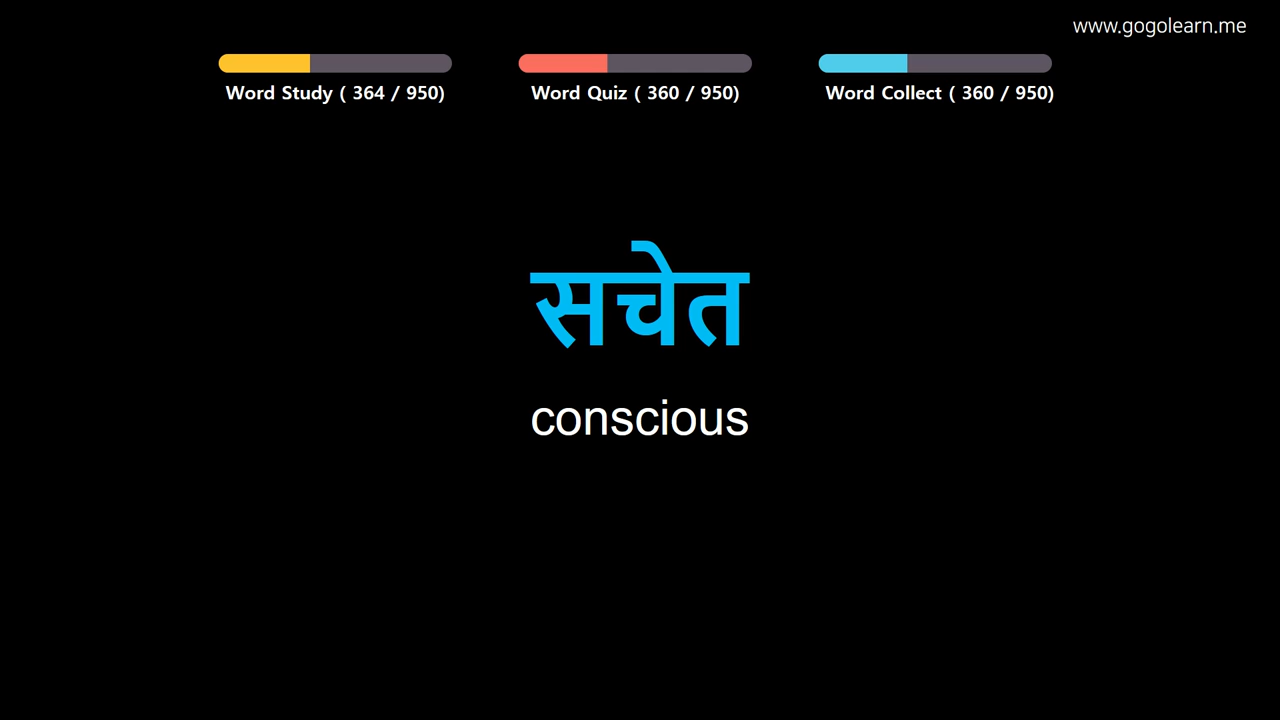 www.gogolearn.me
Word Study ( 364 / 950)
Word Quiz ( 360 / 950)
Word Collect ( 360 / 950)
सचेत
conscious